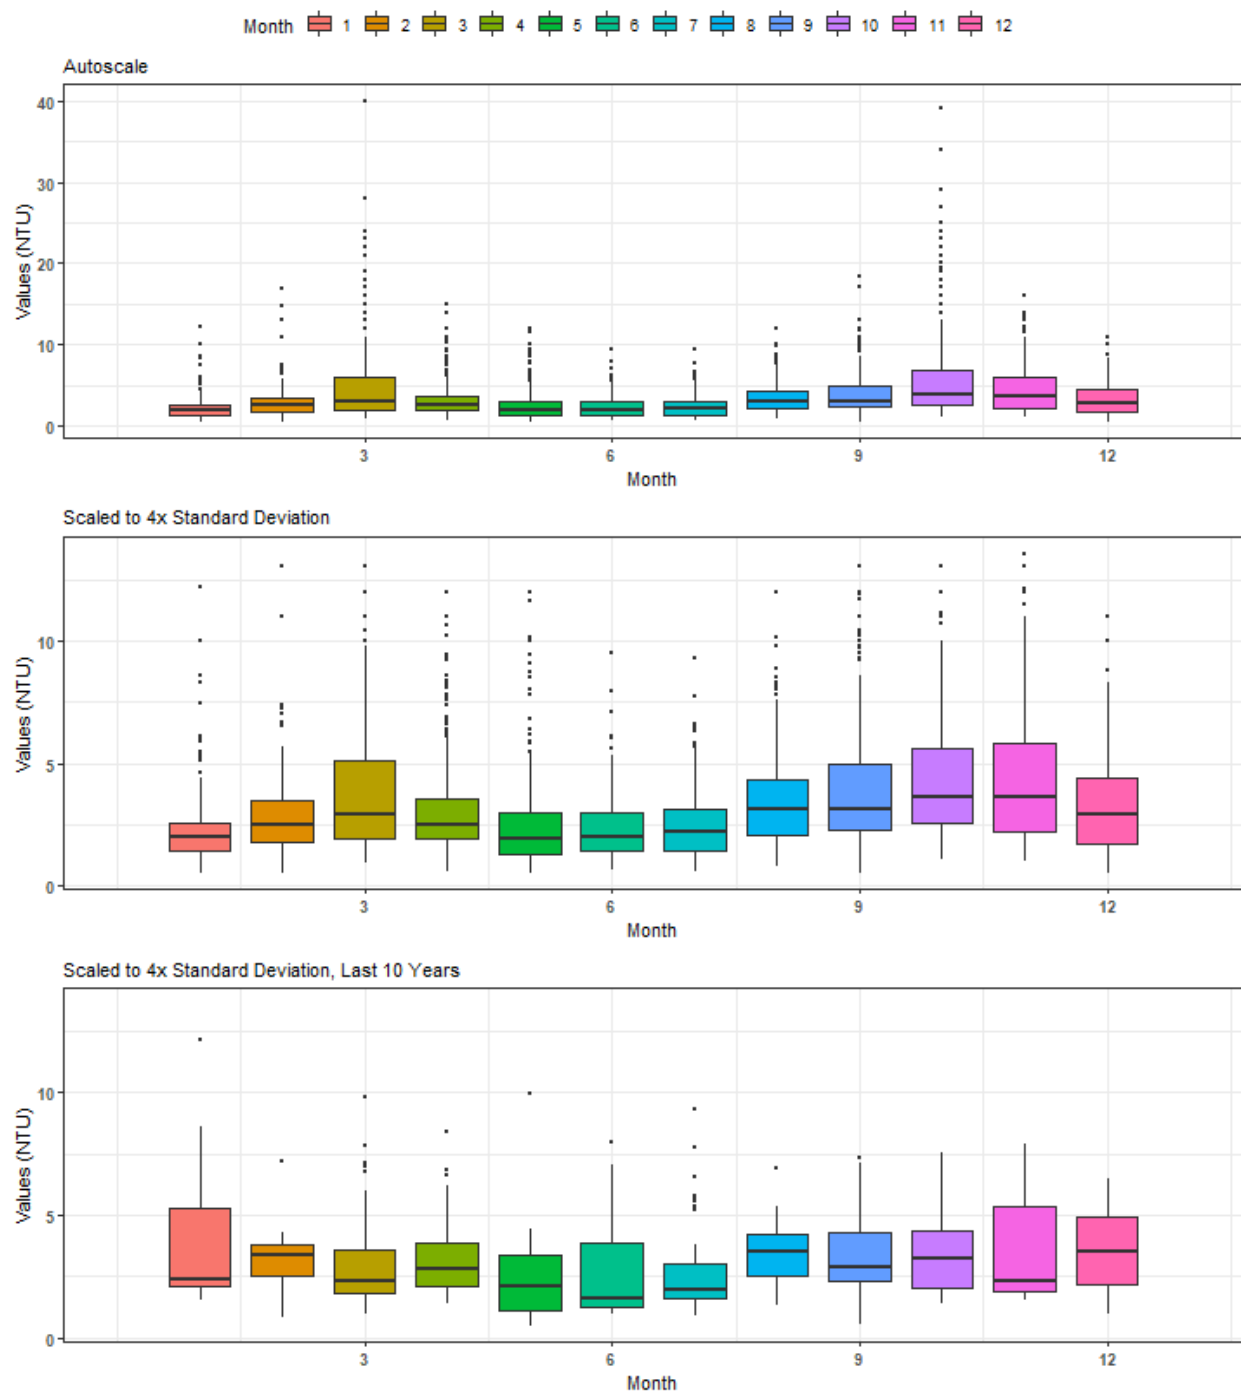 Month 1 2 3 4 5 6 7 8 9 10 11 12
Autoscale
40
30
20
10
0
Values (NTU)
3 6 9 12
Month
Scaled to 4x Standard Deviation
10
5
0
Values (NTU)
3 6 9 12
Month
Scaled to 4x Standard Deviation, Last 10 Years
10
5
0
Values (NTU)
3 6 9 12
Month